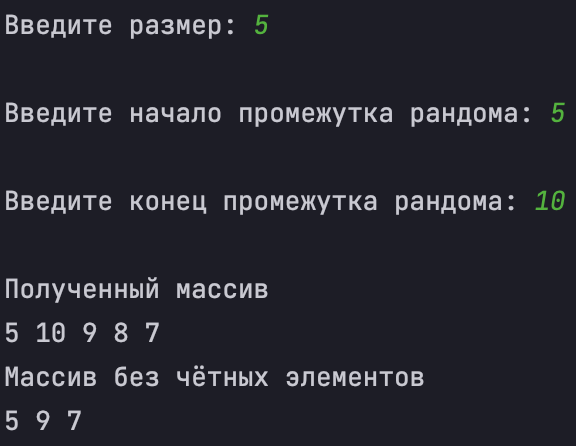 Введите размер: 5
Введите начало промежутка рандома: 5
Введите конец промежутка рандома: 10
Полученный массив
5 10 9 8 7
Массив без чётных элементов
5 9 7